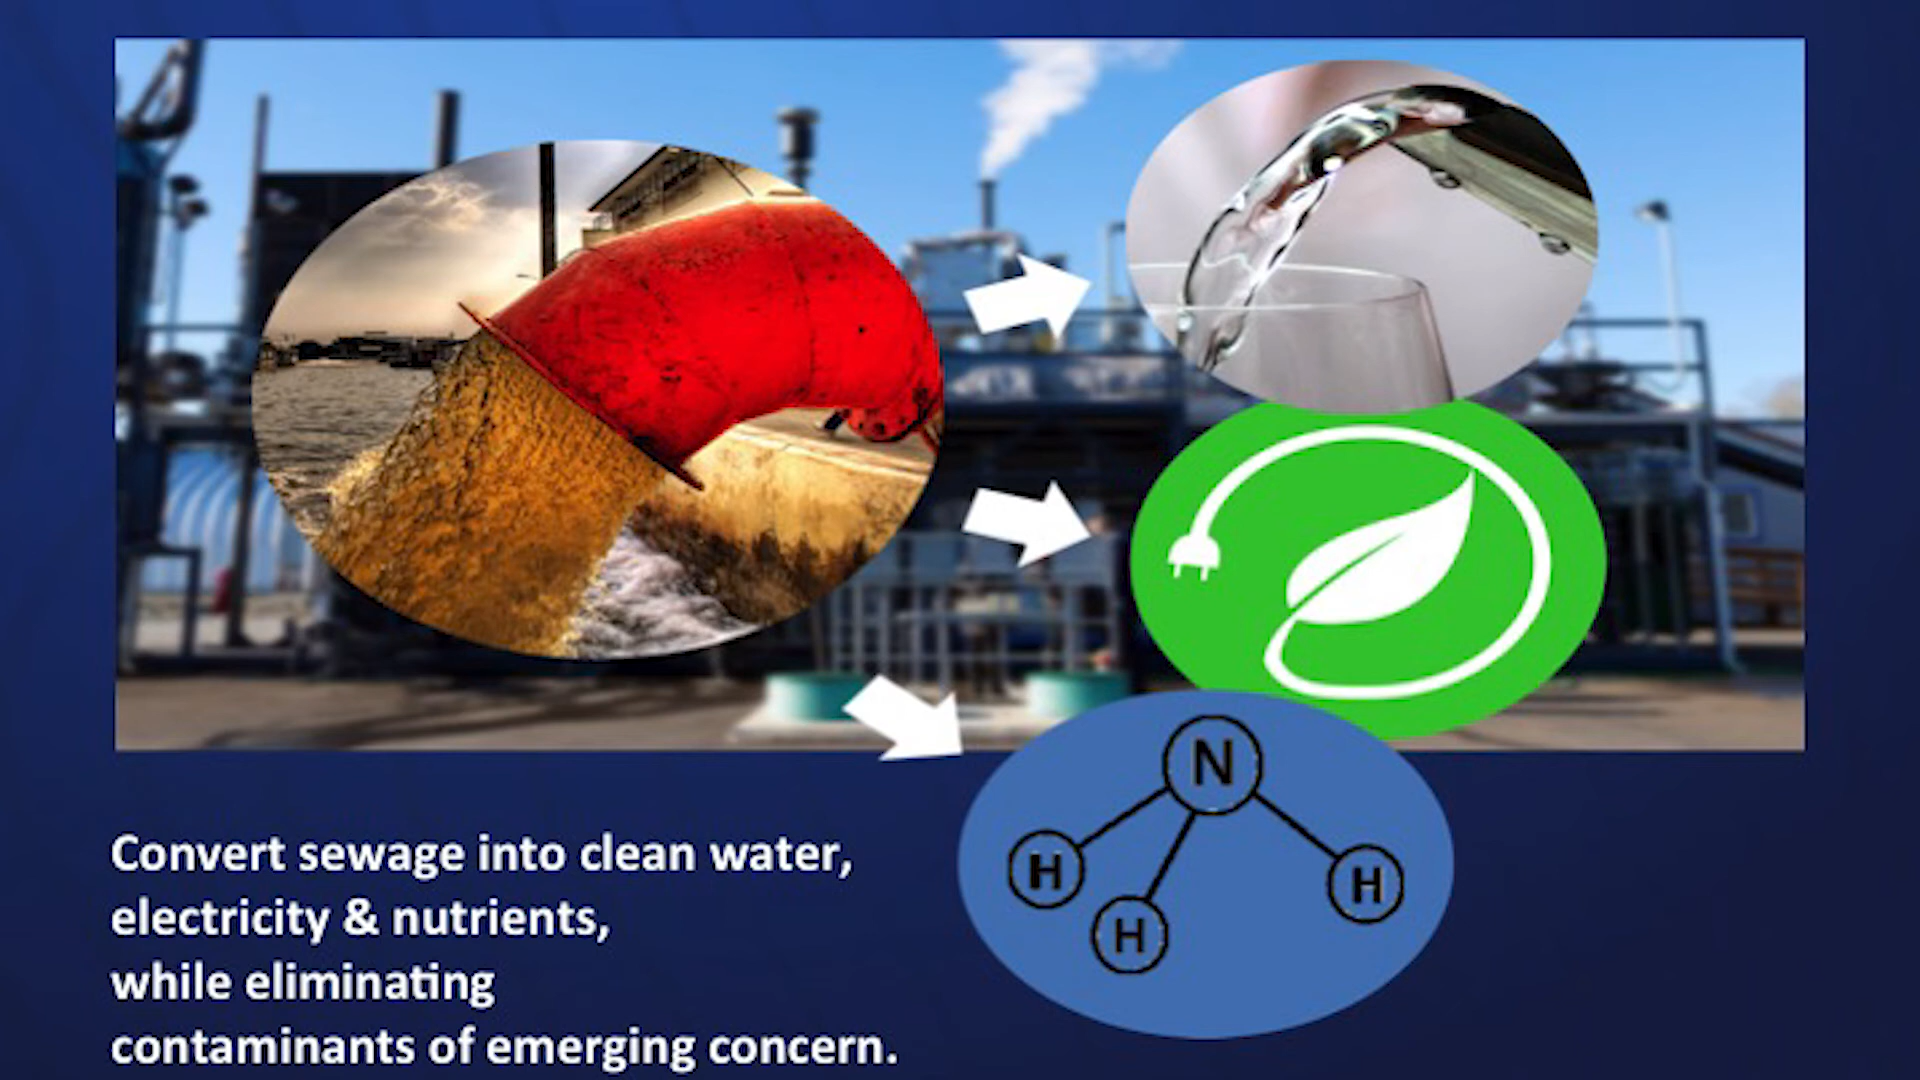 N
H
H
H
Convert sewage into clean water,
electricity & nutrients,
while eliminating
contaminants of emerging concern.